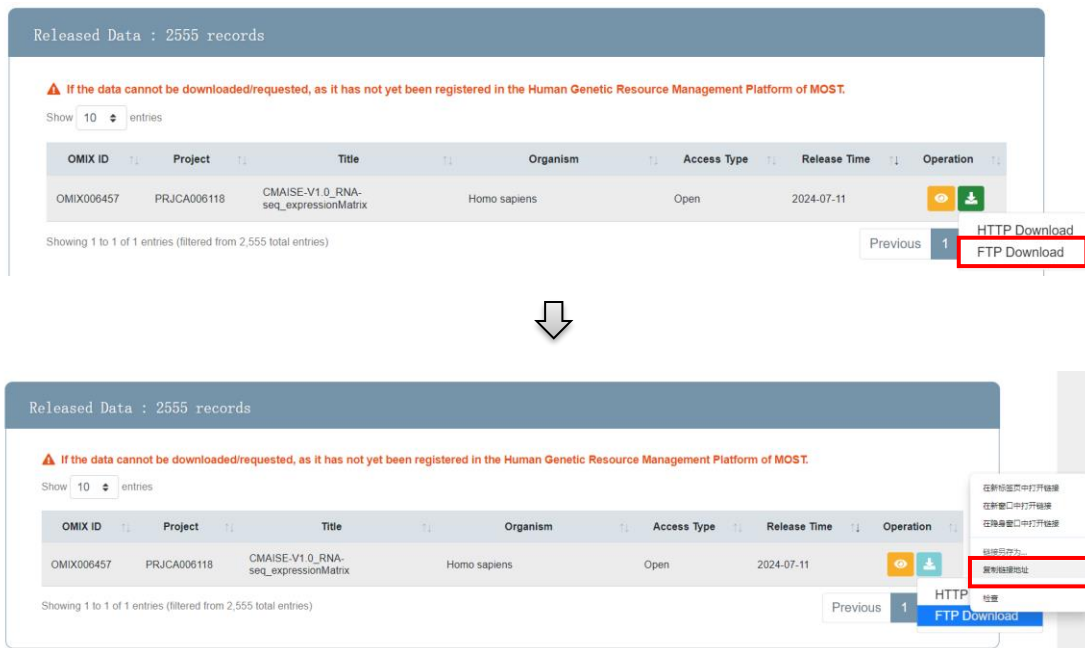 Released Data : 2555 records
If the data cannot be downloaded/requested, as it has not yet been registered in the Human Genetic Resource Management Platform of MOST.
Show 10 entries
OMIX ID Project Title Organism Access Type Release Time Operation
OMIX006457 PRJCA006118 CMAISE-V1.0_RNA-
seq_expressionMatrix Homo sapiens Open 2024-07-11
HTTP Download
Showing 1 to 1 of 1 entries (filtered from 2,555 total entries) Previous 1
FTP Download
Released Data : 2555 records
If the data cannot be downloaded/requested, as it has not yet been registered in the Human Genetic Resource Management Platform of MOST.
Show 10 entries
在新标签页中打开链接
在新窗口中打开链接
在隐身窗口中打开链接
OMIX ID Project Title Organism Access Type Release Time Operation
链接另存为...
OMIX006457 PRJCA006118 CMAISE-V1.0_RNA-
seq_expressionMatrix Homo sapiens Open 2024-07-11
复制链接地址
HTTP
检查
Showing 1 to 1 of 1 entries (filtered from 2,555 total entries) Previous 1
FTP Download